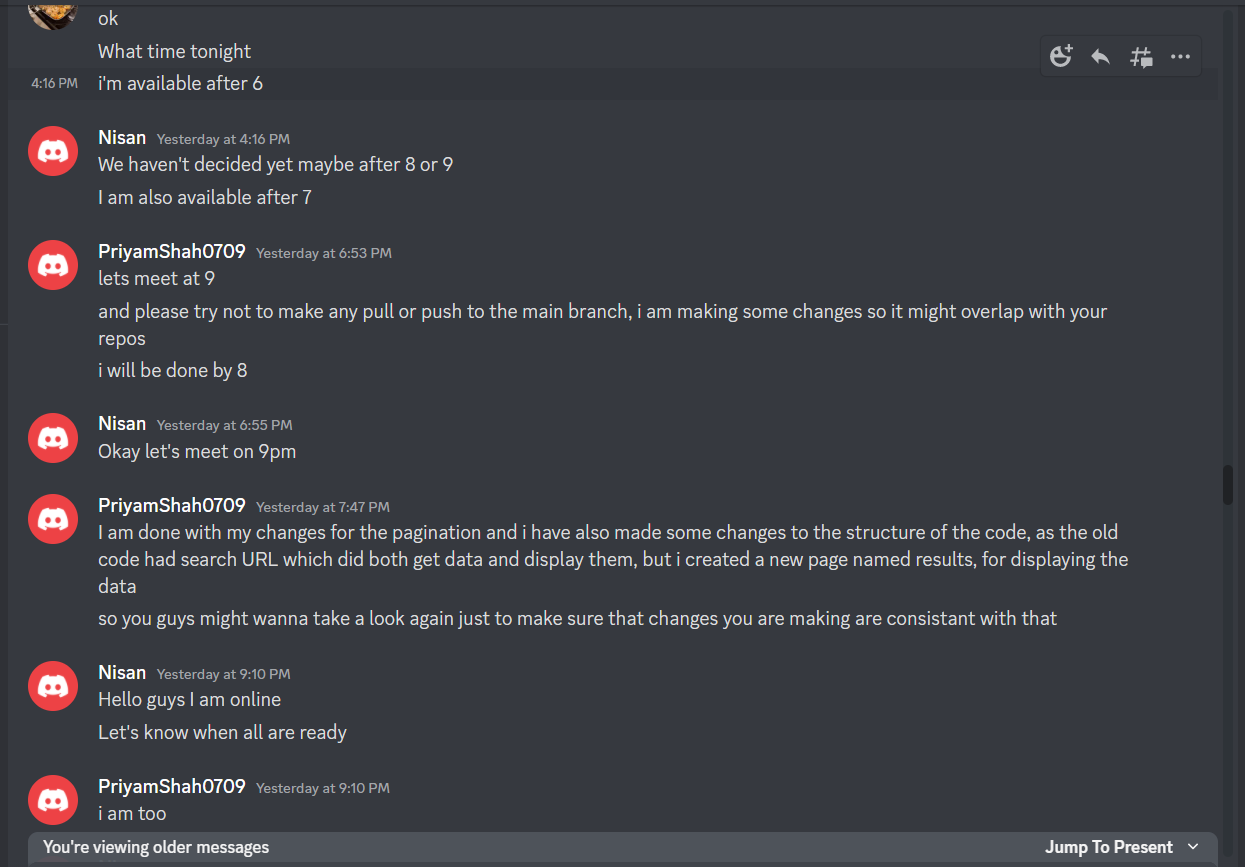 ok
What time tonight
4:16 PM i'm available after 6
Nisan Yesterday at 4:16 PM
We haven't decided yet maybe after 8 or 9
I am also available after 7
PriyamShah0709 Yesterday at 6:53 PM
lets meet at 9
and please try not to make any pull or push to the main branch, i am making some changes so it might overlap with your
repos
i will be done by 8
Nisan Yesterday at 6:55 PM
Okay let's meet on 9pm
PriyamShah0709 Yesterday at 7:47 PM
I am done with my changes for the pagination and i have also made some changes to the structure of the code, as the old
code had search URL which did both get data and display them, but i created a new page named results, for displaying the
data
so you guys might wanna take a look again just to make sure that changes you are making are consistant with that
Nisan Yesterday at 9:10 PM
Hello guys I am online
Let's know when all are ready
PriyamShah0709 Yesterday at 9:10 PM
i am too
You're viewing older messages Jump To Present